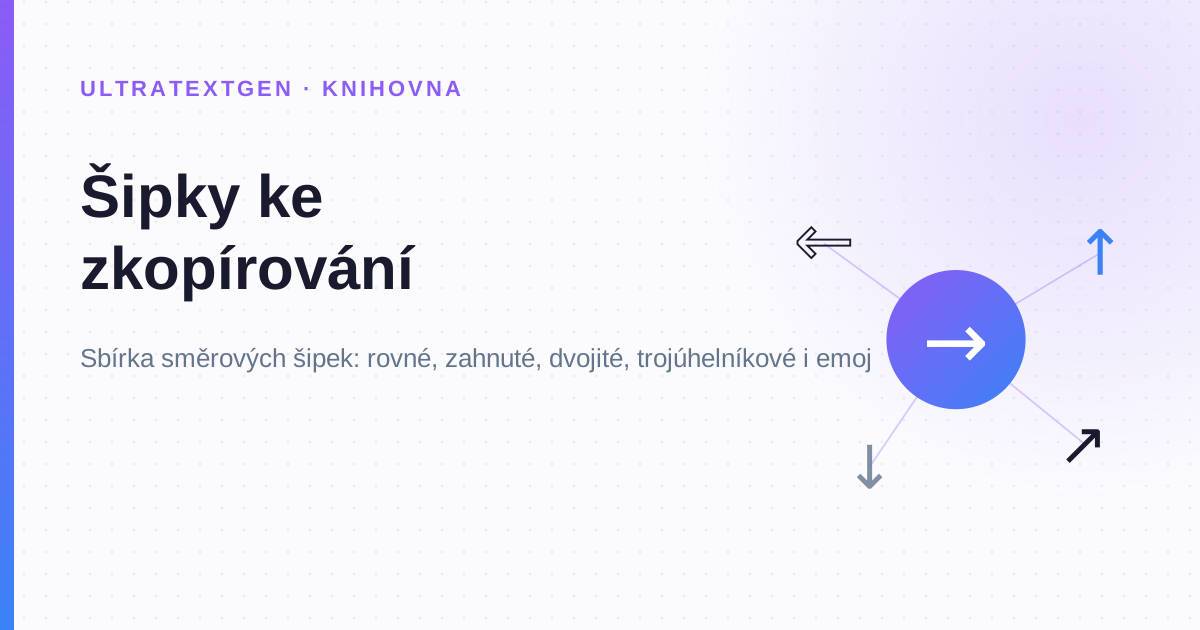 ULTRATEXTGEN · KNIHOVNA
Šipky ke
zkopírování
Sbírka směrových šipek: rovné, zahnuté, dvojité, trojúhelníkové i emoj
⇐ ↑
→
↓ ↗